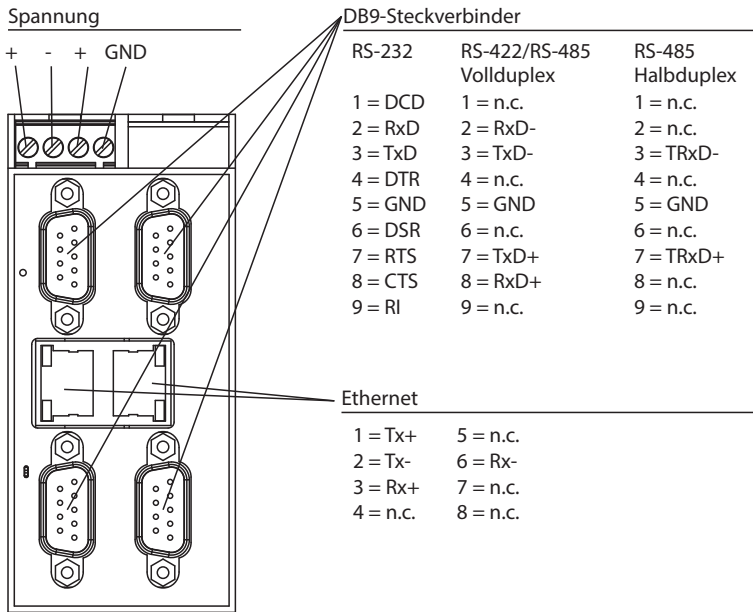 Spannung
+ - + GND
DB9-Steckverbinder
RS-232 RS-422/RS-485 RS-485
Vollduplex Halbduplex
1 = DCD 1 = n.c. 1 = n.c.
2 = RxD 2 = RxD- 2 = n.c.
3 = TxD 3 = TxD- 3 = TRxD-
4 = DTR 4 = n.c. 4 = n.c.
5 = GND 5 = GND 5 = GND
6 = DSR 6 = n.c. 6 = n.c.
7 = RTS 7 = TxD+ 7 = TRxD+
8 = CTS 8 = RxD+ 8 = n.c.
9 = RI 9 = n.c. 9 = n.c.
Ethernet
1 = Tx+ 5 = n.c.
2 = Tx- 6 = Rx-
3 = Rx+ 7 = n.c.
4 = n.c. 8 = n.c.